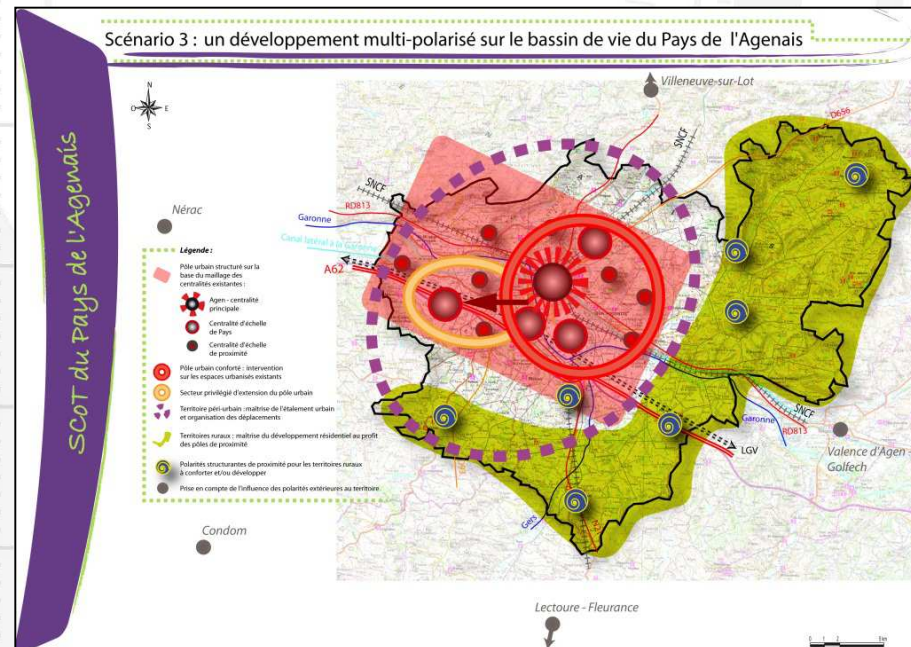 Scénario 3 : un développement multi-polarisé sur le bassin de vie du Pays de l'Agenais
SCoT du Pays de l'Agenais
N
O E
S
Villeneuve-sur-Lot
D656
SNCF
SNCF
RD813
Garonne
Canal latéral à la Garonne
A62
Nérac
Légende :
Pôle urbain structuré sur la
base du maillage des
centralités existantes :
Agen - centralité
principale
Centralité d'échelle
de Pays
Centralité d'échelle
de proximité
Pôle urbain conforté : intervention
sur les espaces urbanisés existants
Secteur privilégié d'extension du pôle urbain
Territoire péri-urbain : maîtrise de l'étalement urbain
et organisation des déplacements
Territoires ruraux : maîtrise du développement résidentiel au profit
des pôles de proximité
Polarités structurantes de proximité pour les territoires ruraux
à conforter et/ou développer
Prise en compte de l'influence des polarités extérieures au territoire
SNCF
Garonne
RD813
LGV
Valence d'Agen -
Golfech
Gers
N21
Condom
Lectoure - Fleurance
0 1 2 5 km